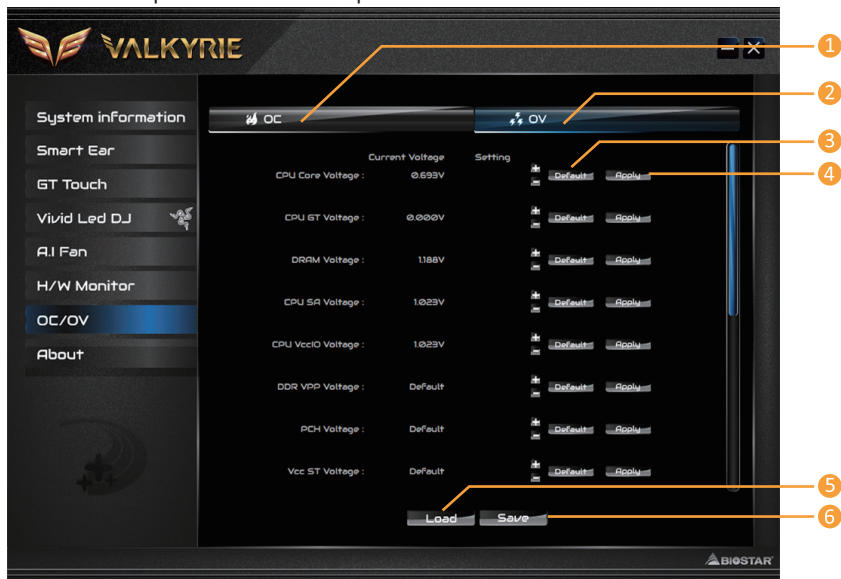 VALKYRIE
1
2
OC
OV
System information
Smart Ear
GT Touch
Vivid Led DJ
A.I Fan
H/W Monitor
OC/OV
About
3
4
5
6
Current Voltage Setting
CPU Core Voltage : 0.693V + - Default Apply
CPU GT Voltage : 0.000V + - Default Apply
DRAM Voltage : 1.188V + - Default Apply
CPU SA Voltage : 1.023V + - Default Apply
CPU VccIO Voltage : 1.023V + - Default Apply
DDR VPP Voltage : Default + - Default Apply
PCH Voltage : Default + - Default Apply
Vcc ST Voltage : Default + - Default Apply
Load Save
BIOSTAR